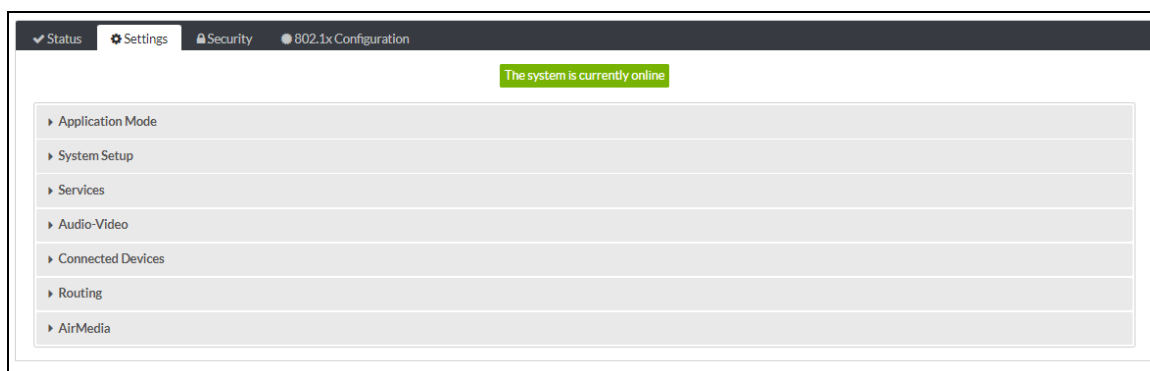 Status Settings Security 802.1x Configuration
The system is currently online
Application Mode
System Setup
Services
Audio-Video
Connected Devices
Routing
AirMedia